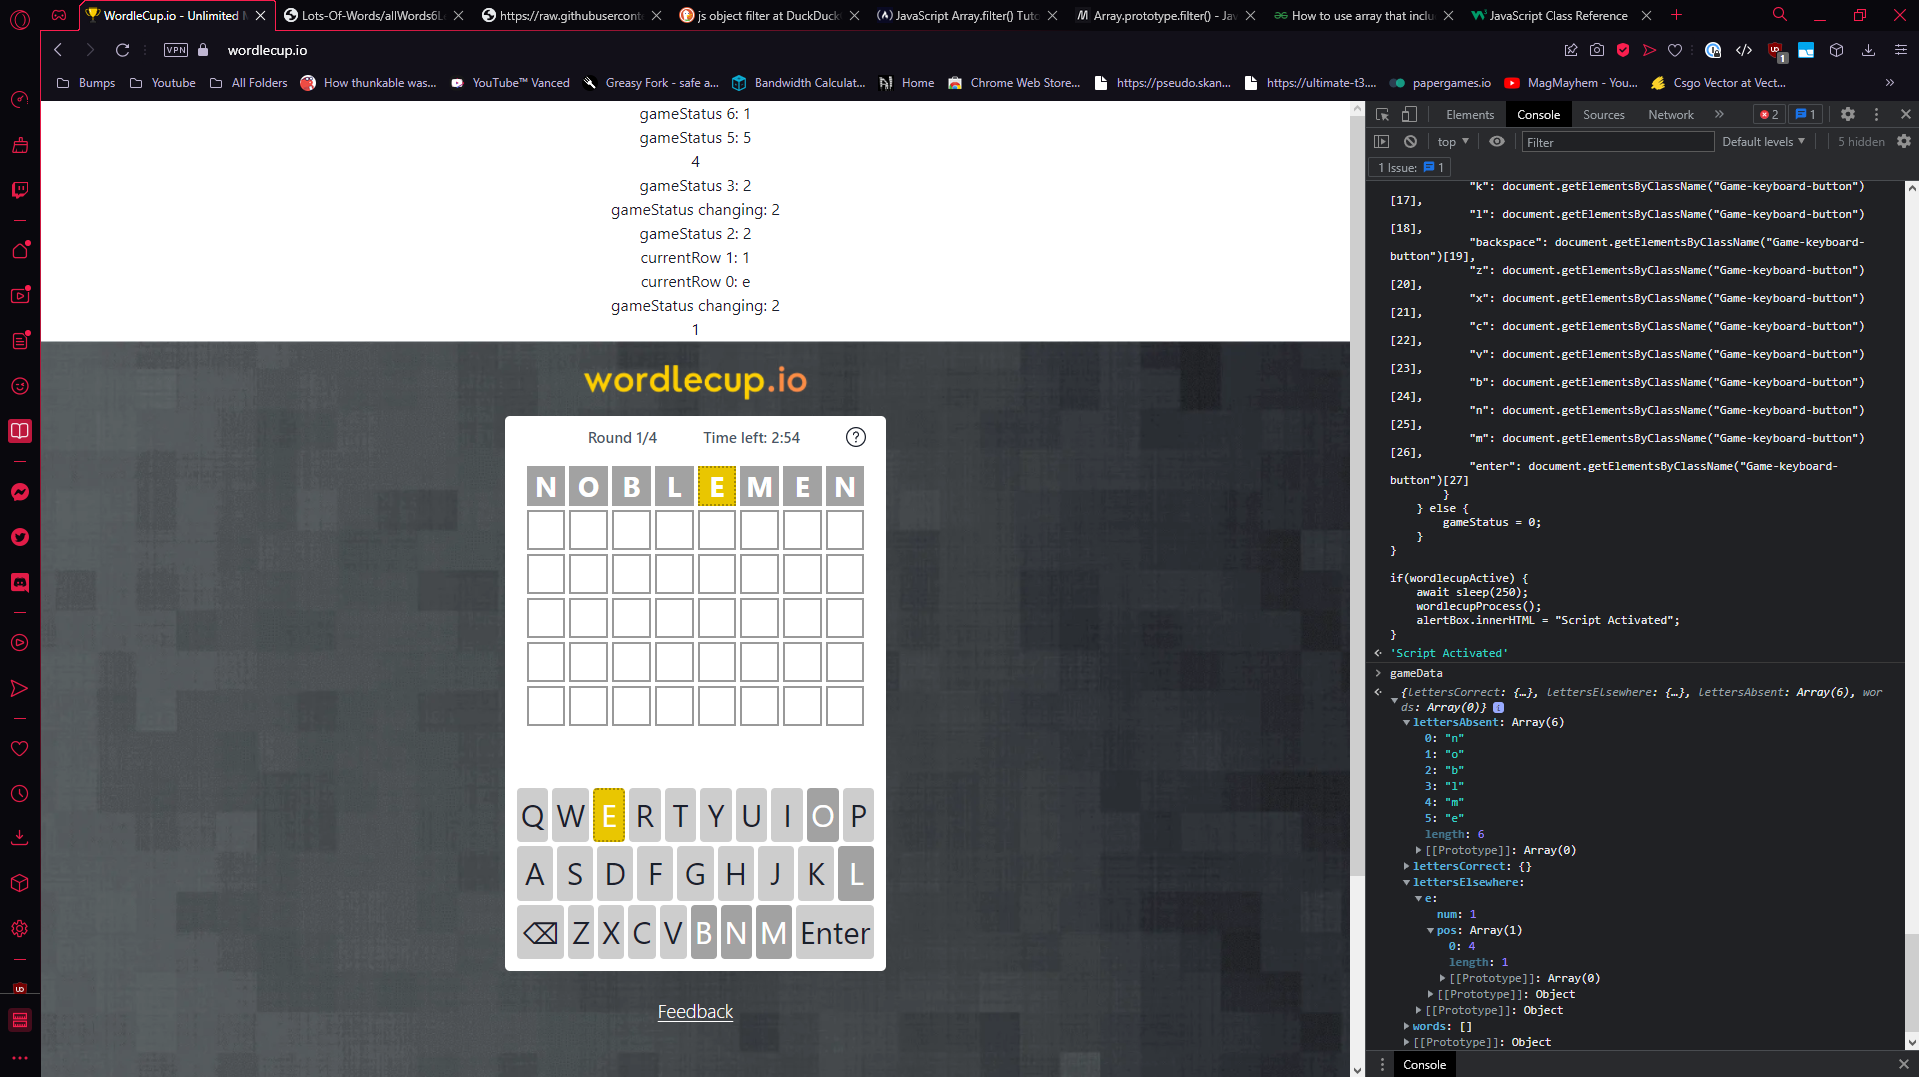 WordleCup.io - Unlimited M
Lots-Of-Words/allWords6Le
https://raw.githubuserconte
js object filter at DuckDuck
JavaScript Array.filter() Tuto
Array.prototype.filter() - Jav
How to use array that inclu
JavaScript Class Reference
VPN
wordlecup.io
Bumps
Youtube
All Folders
How thunkable was...
YouTube™ Vanced
Greasy Fork - safe a...
Bandwidth Calculat...
Home
Chrome Web Store...
https://pseudo.skan...
https://ultimate-t3....
papergames.io
MagMayhem - You...
Csgo Vector at Vect...
gameStatus 6: 1
gameStatus 5: 5
4
gameStatus 3: 2
gameStatus changing: 2
gameStatus 2: 2
currentRow 1: 1
currentRow 0: e
gameStatus changing: 2
1
wordlecup.io
Round 1/4 Time left: 2:54 ?
N O B L E M E N
Q W E R T Y U I O P
A S D F G H J K L
⌫ Z X C V B N M Enter
Feedback
Elements Console Sources Network » 2 1
top Filter Default levels 5 hidden
1 Issue: 1
"k": document.getElementsByClassName("Game-keyboard-button")
[17],
"l": document.getElementsByClassName("Game-keyboard-button")
[18],
"backspace": document.getElementsByClassName("Game-keyboard-
button")[19],
"z": document.getElementsByClassName("Game-keyboard-button")
[20],
"x": document.getElementsByClassName("Game-keyboard-button")
[21],
"c": document.getElementsByClassName("Game-keyboard-button")
[22],
"v": document.getElementsByClassName("Game-keyboard-button")
[23],
"b": document.getElementsByClassName("Game-keyboard-button")
[24],
"n": document.getElementsByClassName("Game-keyboard-button")
[25],
"m": document.getElementsByClassName("Game-keyboard-button")
[26],
"enter": document.getElementsByClassName("Game-keyboard-
button")[27]
}
} else {
gameStatus = 0;
}
}
if(wordlecupActive) {
await sleep(250);
wordlecupProcess();
alertBox.innerHTML = "Script Activated";
}
'Script Activated'
gameData
{lettersCorrect: {…}, lettersElsewhere: {…}, lettersAbsent: Array(6), wor
ds: Array(0)}
lettersAbsent: Array(6)
0: "n"
1: "o"
2: "b"
3: "l"
4: "m"
5: "e"
length: 6
[[Prototype]]: Array(0)
lettersCorrect: {}
lettersElsewhere:
e:
num: 1
pos: Array(1)
0: 4
length: 1
[[Prototype]]: Array(0)
[[Prototype]]: Object
[[Prototype]]: Object
words: []
[[Prototype]]: Object
Console